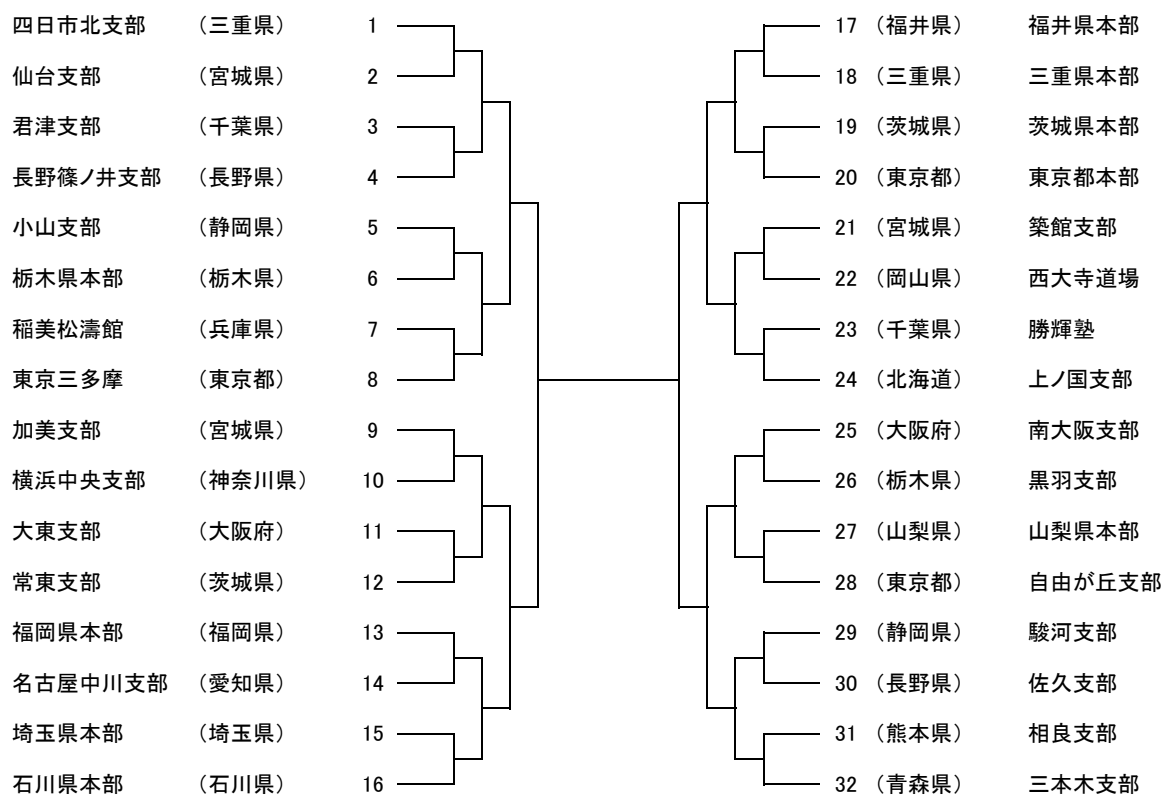 四日市北支部 （三重県） 1 17 （福井県） 福井県本部
仙台支部 （宮城県） 2 18 （三重県） 三重県本部
君津支部 （千葉県） 3 19 （茨城県） 茨城県本部
長野篠ノ井支部 （長野県） 4 20 （東京都） 東京都本部
小山支部 （静岡県） 5 21 （宮城県） 築館支部
栃木県本部 （栃木県） 6 22 （岡山県） 西大寺道場
稲美松濤館 （兵庫県） 7 23 （千葉県） 勝輝塾
東京三多摩 （東京都） 8 24 （北海道） 上ノ国支部
加美支部 （宮城県） 9 25 （大阪府） 南大阪支部
横浜中央支部 （神奈川県） 10 26 （栃木県） 黒羽支部
大東支部 （大阪府） 11 27 （山梨県） 山梨県本部
常東支部 （茨城県） 12 28 （東京都） 自由が丘支部
福岡県本部 （福岡県） 13 29 （静岡県） 駿河支部
名古屋中川支部 （愛知県） 14 30 （長野県） 佐久支部
埼玉県本部 （埼玉県） 15 31 （熊本県） 相良支部
石川県本部 （石川県） 16 32 （青森県） 三本木支部